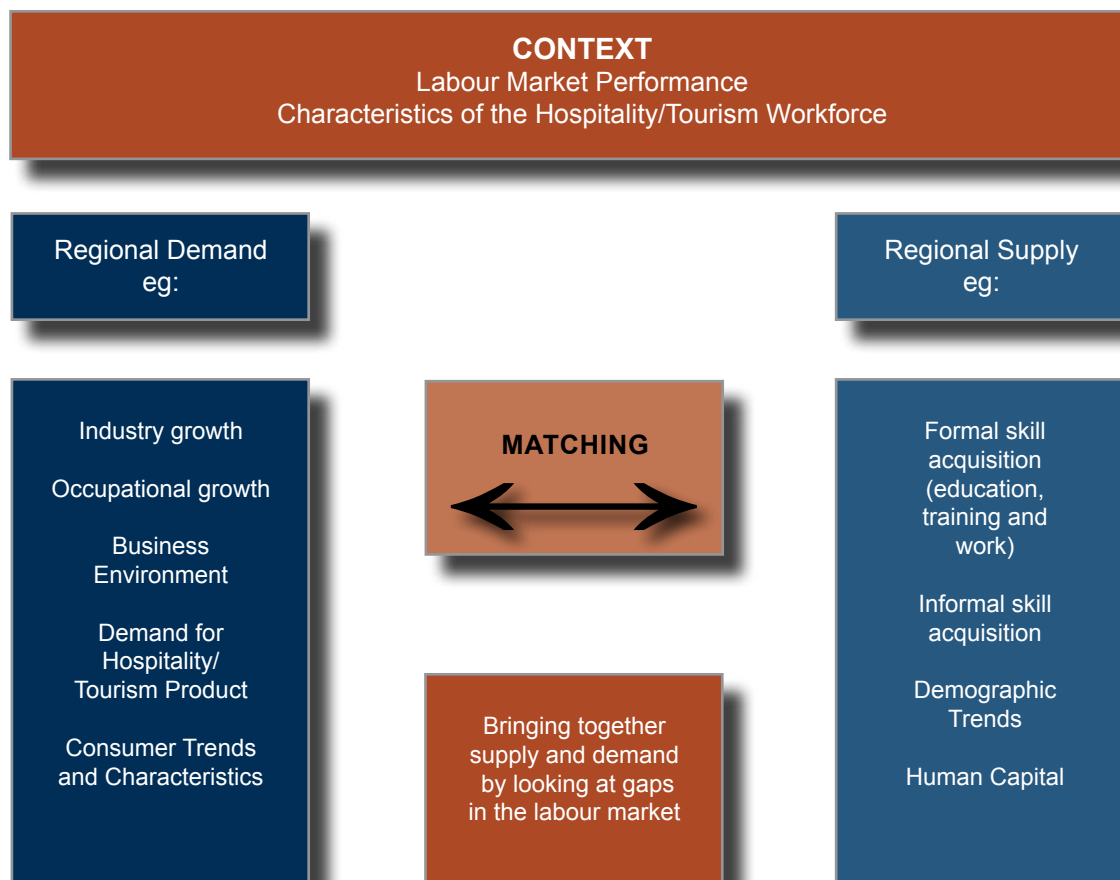 CONTEXT
Labour Market Performance
Characteristics of the Hospitality/Tourism Workforce
Regional Demand
eg:
Regional Supply
eg:
Industry growth
Occupational growth
Business
Environment
Demand for
Hospitality/
Tourism Product
Consumer Trends
and Characteristics
MATCHING
Bringing together
supply and demand
by looking at gaps
in the labour market
Formal skill
acquisition
(education,
training and
work)
Informal skill
acquisition
Demographic
Trends
Human Capital